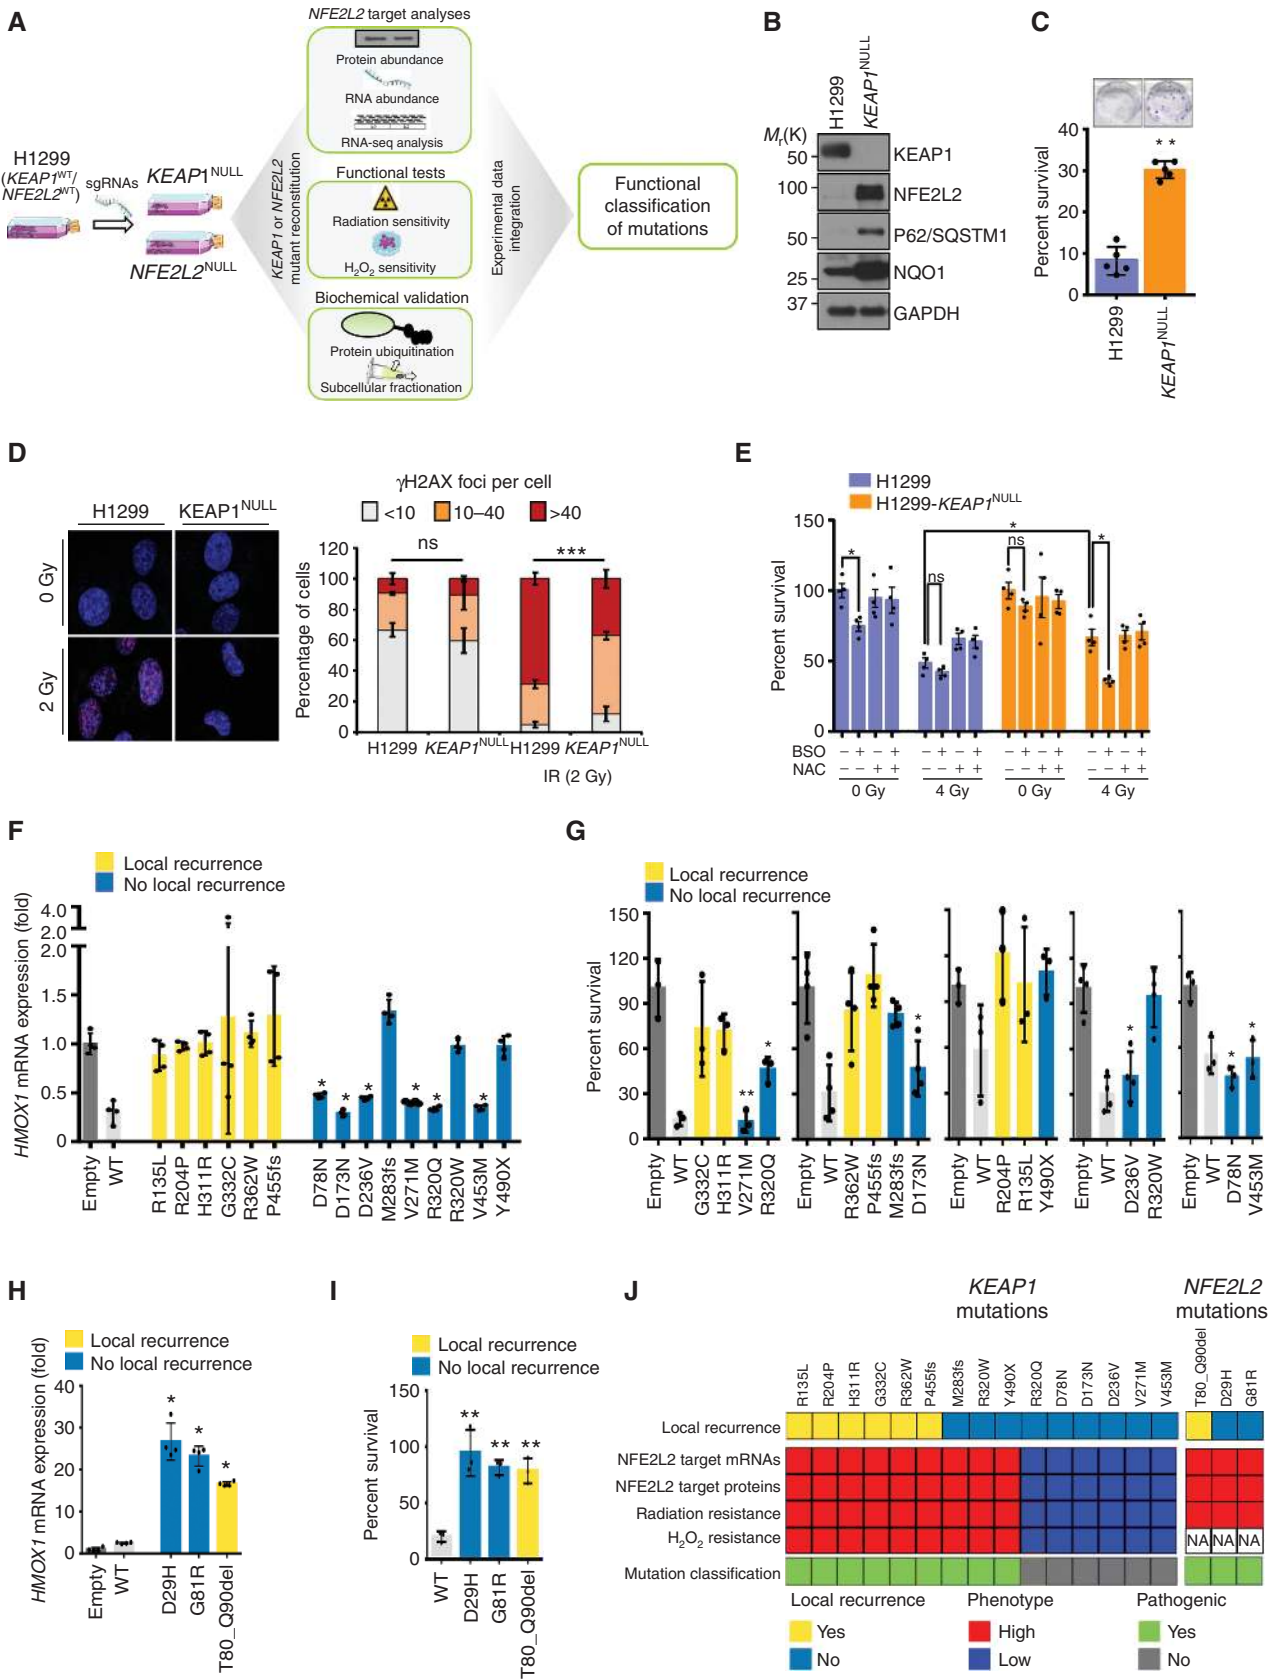 A
NFE2L2 target analyses
Protein abundance
RNA abundance
RNA-seq analysis
H1299
(KEAP1WT/
NFE2L2WT)
sgRNAs
KEAP1NULL
NFE2L2NULL
KEAP1 or NFE2L2
mutant reconstitution
Functional tests
Radiation sensitivity
H2O2 sensitivity
Biochemical validation
Protein ubiquitination
Subcellular fractionation
Experimental data
integration
Functional
classification
of mutations
B
H1299
KEAP1NULL
Mr(K)
50
100
50
25
37
KEAP1
NFE2L2
P62/SQSTM1
NQO1
GAPDH
C
Percent survival
40
30
20
10
0
* *
H1299
KEAP1NULL
D
H1299
KEAP1NULL
0 Gy
2 Gy
γH2AX foci per cell
<10
10–40
>40
Percentage of cells
120
100
80
60
40
20
0
ns
***
H1299
KEAP1NULL
H1299
KEAP1NULL
IR (2 Gy)
E
H1299
H1299-KEAP1NULL
Percent survival
150
100
50
0
*
ns
*
ns
*
BSO – + – + – + – + – + – + – + – +
NAC – – + + – – + + – – + + – – + +
0 Gy
4 Gy
0 Gy
4 Gy
F
Local recurrence
No local recurrence
HMOX1 mRNA expression (fold)
4.0
2.0
2.0
1.5
1.0
0.5
0
* * * * * *
Empty
WT
R135L
R204P
H311R
G332C
R362W
P455fs
D78N
D173N
D236V
M283fs
V271M
R320Q
R320W
V453M
Y490X
G
Local recurrence
No local recurrence
Percent survival
150
120
90
60
30
0
**
*
*
*
*
*
Empty
WT
G332C
H311R
V271M
R320Q
Empty
WT
R362W
P455fs
M283fs
D173N
Empty
WT
R204P
R135L
Y490X
Empty
WT
D236V
R320W
Empty
WT
D78N
V453M
H
Local recurrence
No local recurrence
HMOX1 mRNA expression (fold)
40
30
20
10
0
*
*
*
Empty
WT
D29H
G81R
T80_Q90del
I
Local recurrence
No local recurrence
Percent survival
150
100
50
0
**
**
**
WT
D29H
G81R
T80_Q90del
J
KEAP1
mutations
NFE2L2
mutations
R135L
R204P
H311R
G332C
R362W
P455fs
M283fs
R320W
Y490X
R320Q
D78N
D173N
D236V
V271M
V453M
T80_Q90del
D29H
G81R
Local recurrence
NFE2L2 target mRNAs
NFE2L2 target proteins
Radiation resistance
H2O2 resistance
NA NA NA
Mutation classification
Local recurrence
Yes
No
Phenotype
High
Low
Pathogenic
Yes
No